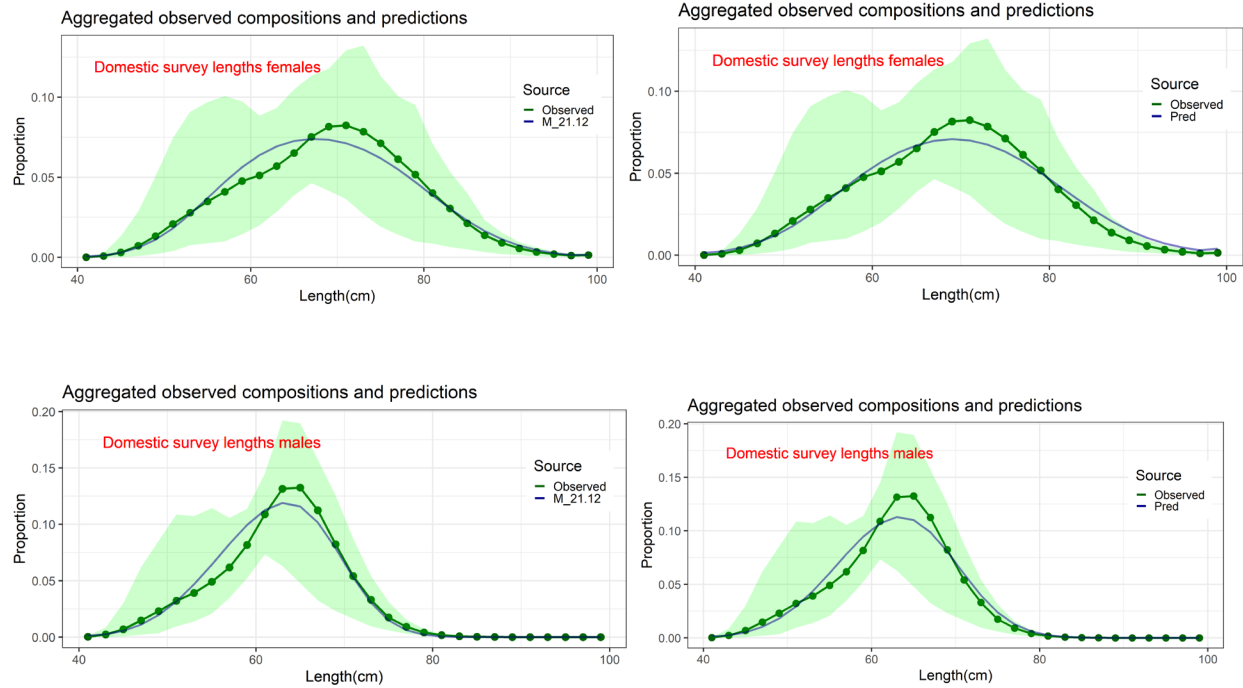 Aggregated observed compositions and predictions
Domestic survey lengths females
Source
Observed
M_21.12
Proportion
0.10
0.05
0.00
40
60
80
100
Length(cm)
Aggregated observed compositions and predictions
Domestic survey lengths females
Source
Observed
Pred
Proportion
0.10
0.05
0.00
40
60
80
100
Length(cm)
Aggregated observed compositions and predictions
Domestic survey lengths males
Source
Observed
M_21.12
Proportion
0.20
0.15
0.10
0.05
0.00
40
60
80
100
Length(cm)
Aggregated observed compositions and predictions
Domestic survey lengths males
Source
Observed
Pred
Proportion
0.20
0.15
0.10
0.05
0.00
40
60
80
100
Length(cm)